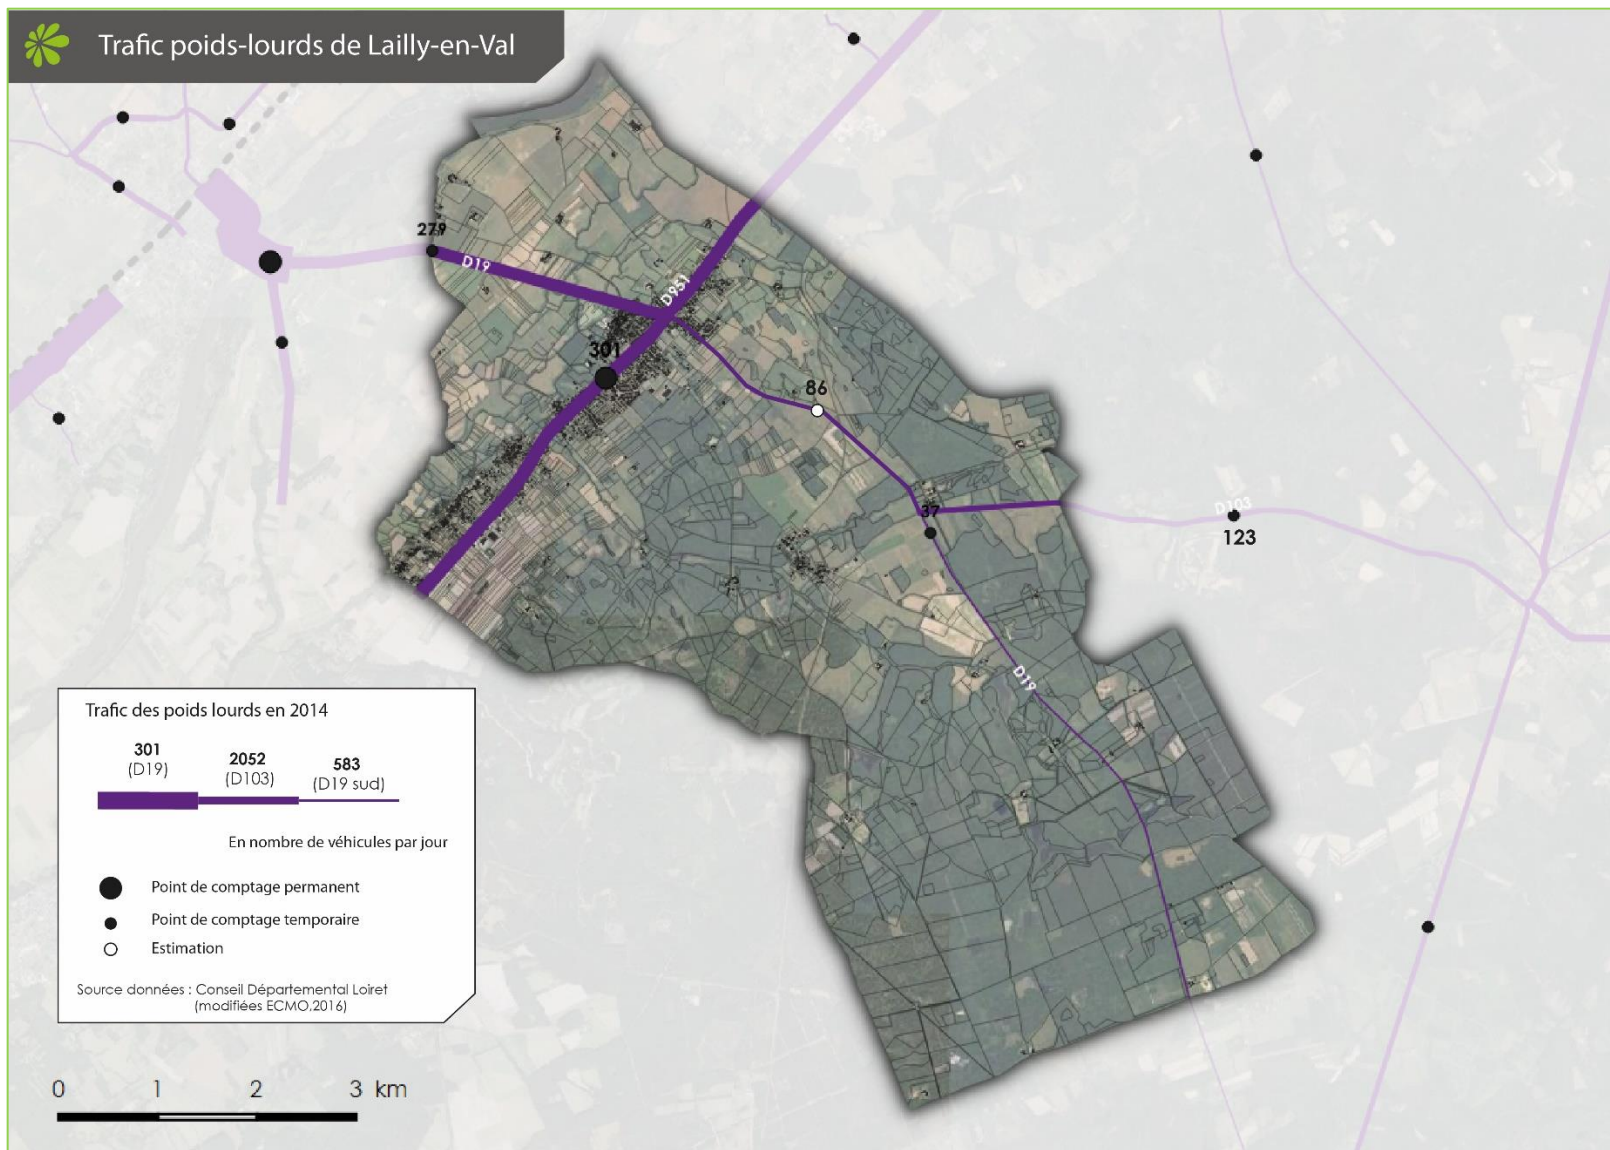 Trafic poids-lourds de Lailly-en-Val
279
D19
D951
301
86
37
D103
123
D19
Trafic des poids lourds en 2014
301 2052 583
(D19) (D103) (D19 sud)
En nombre de véhicules par jour
Point de comptage permanent
Point de comptage temporaire
Estimation
Source données : Conseil Départemental Loiret
(modifiées ECMO,2016)
0 1 2 3 km